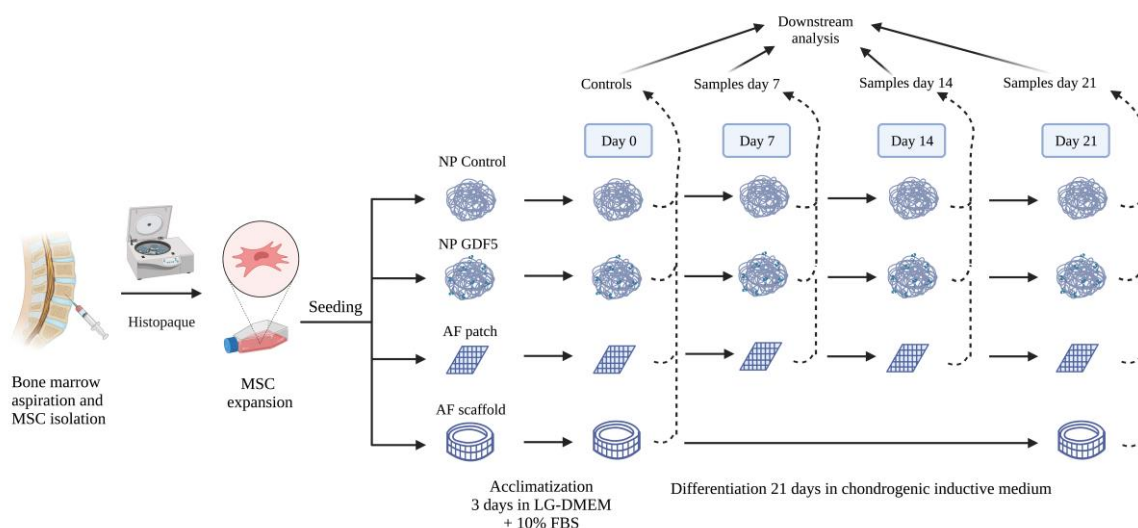 Downstream
analysis
Controls
Samples day 7
Samples day 14
Samples day 21
Day 0
Day 7
Day 14
Day 21
NP Control
NP GDF5
Histopaque
Seeding
AF patch
Bone marrow
aspiration and
MSC isolation
MSC
expansion
AF scaffold
Acclimatization
3 days in LG-DMEM
+ 10% FBS
Differentiation 21 days in chondrogenic inductive medium